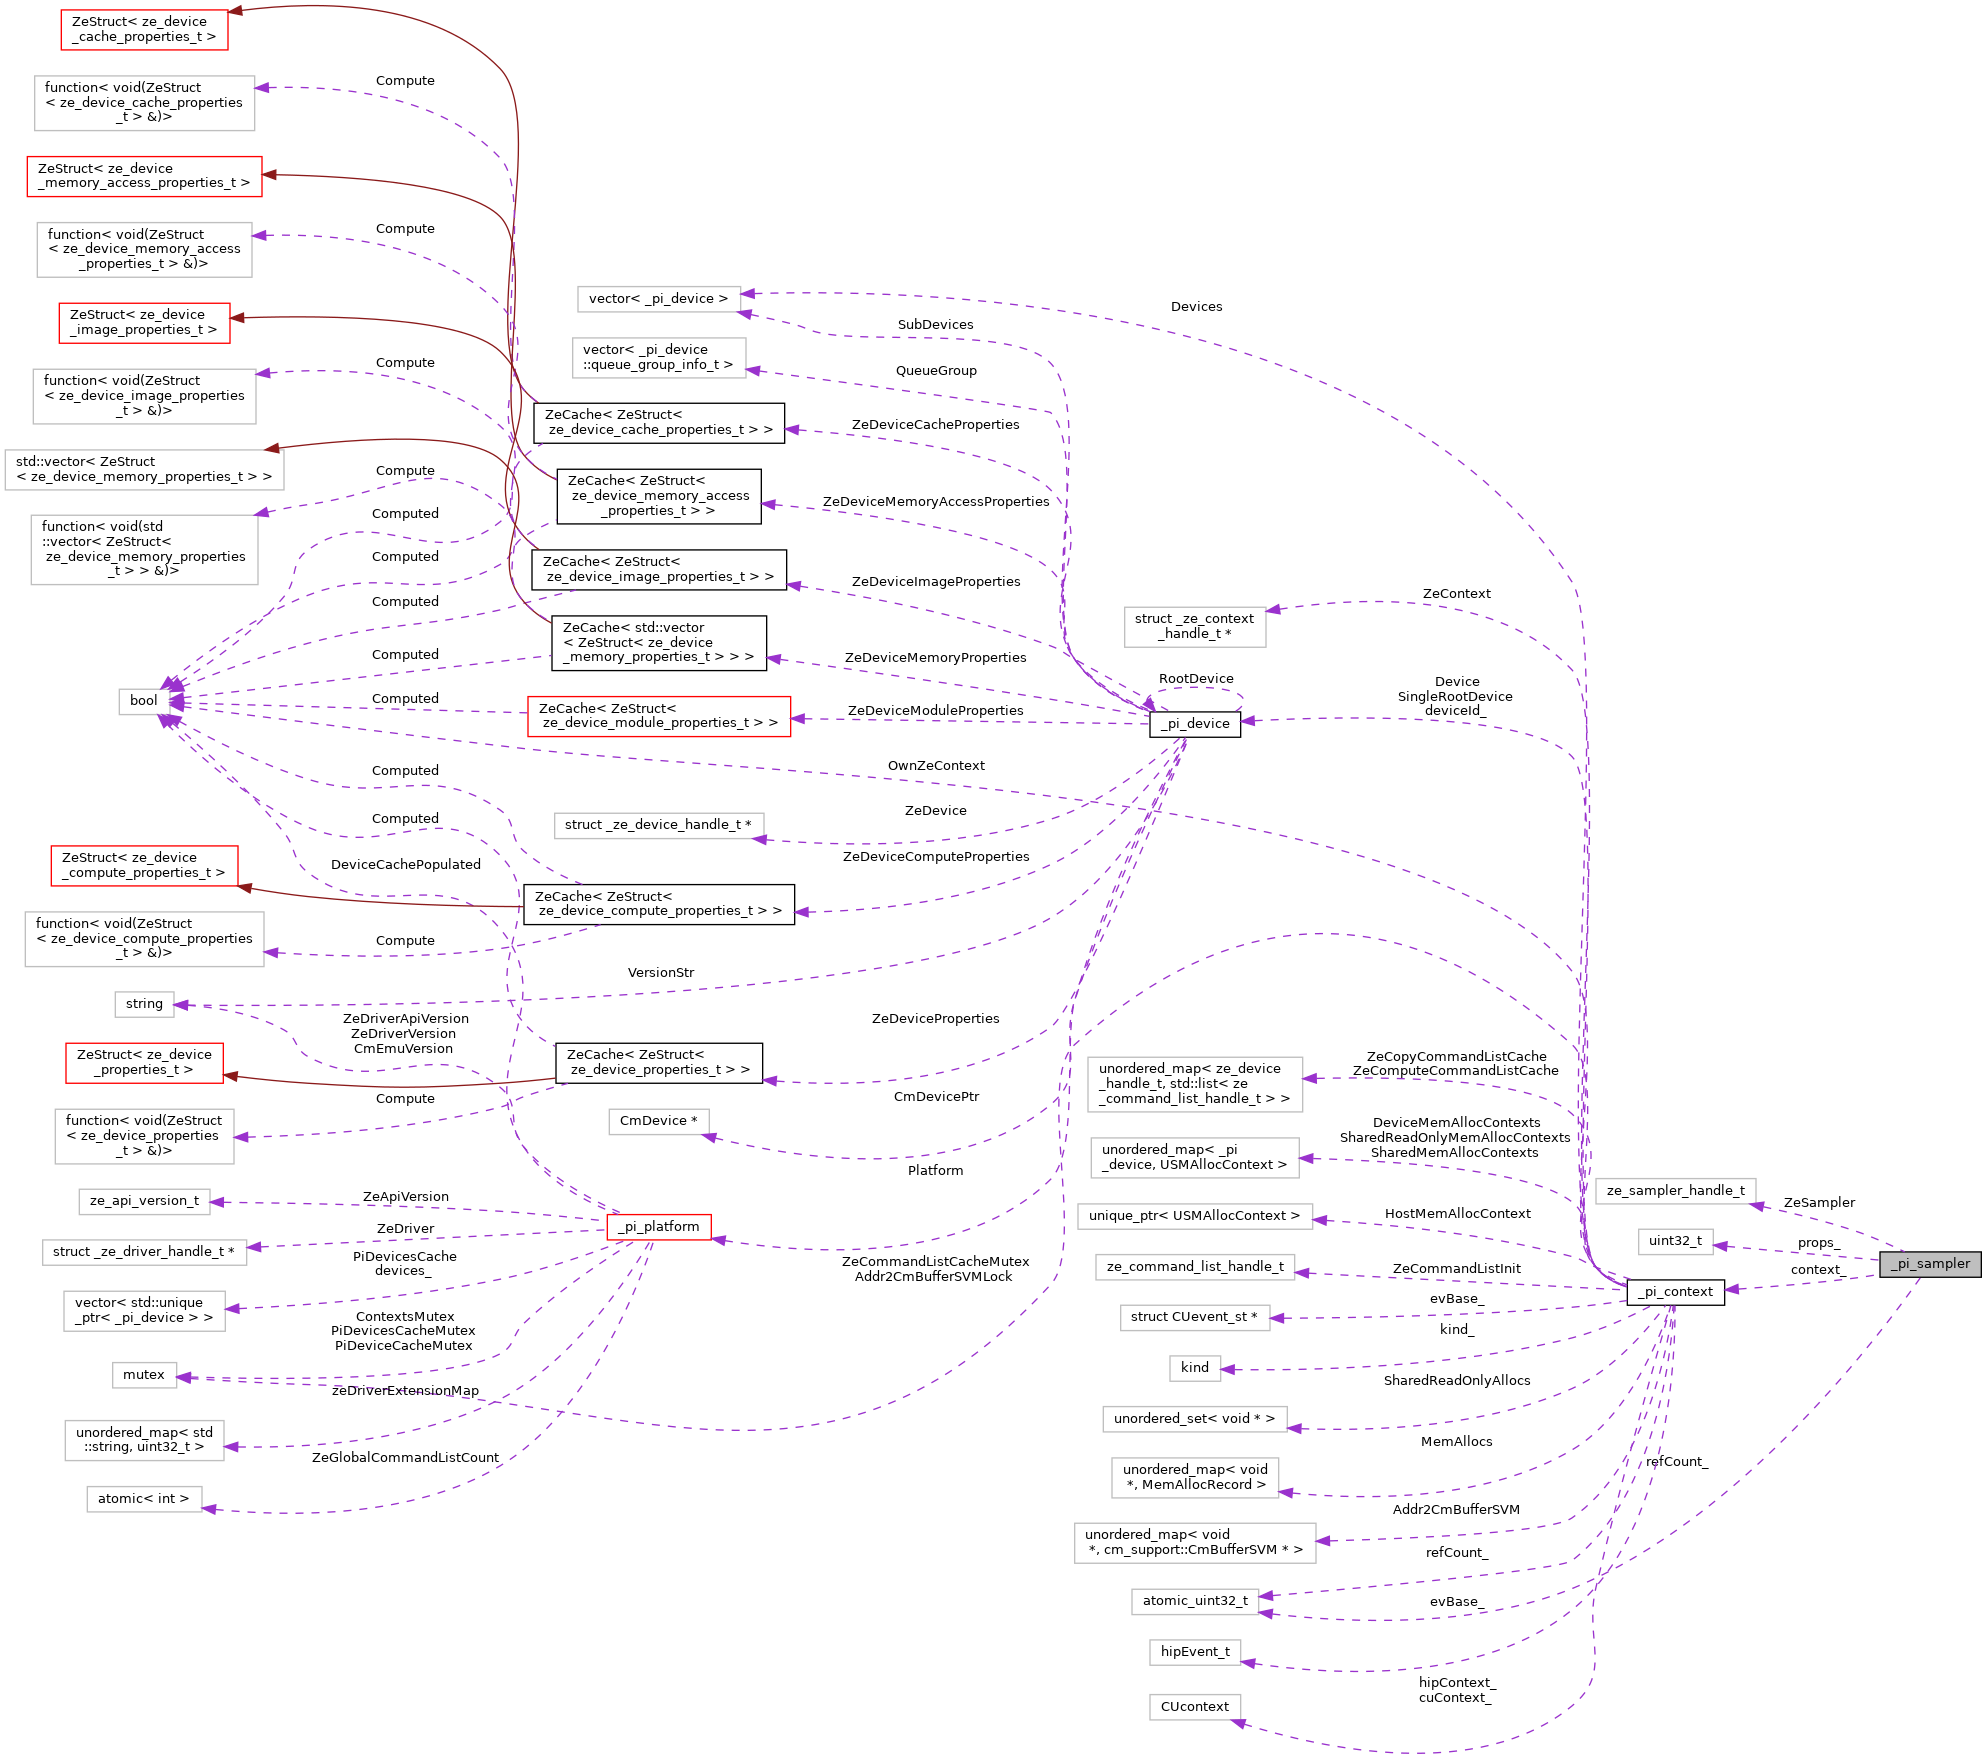 ZeStruct< ze_device
_cache_properties_t >
function< void(ZeStruct
< ze_device_cache_properties
_t > &)>
ZeStruct< ze_device
_memory_access_properties_t >
function< void(ZeStruct
< ze_device_memory_access
_properties_t > &)>
ZeStruct< ze_device
_image_properties_t >
function< void(ZeStruct
< ze_device_image_properties
_t > &)>
std::vector< ZeStruct
< ze_device_memory_properties_t > >
function< void(std
::vector< ZeStruct<
ze_device_memory_properties
_t > > &)>
bool
ZeStruct< ze_device
_compute_properties_t >
function< void(ZeStruct
< ze_device_compute_properties
_t > &)>
string
ZeStruct< ze_device
_properties_t >
function< void(ZeStruct
< ze_device_properties
_t > &)>
ze_api_version_t
struct _ze_driver_handle_t *
vector< std::unique
_ptr< _pi_device > >
mutex
unordered_map< std
::string, uint32_t >
atomic< int >
Compute
Compute
Compute
Compute
Computed
Computed
Computed
Computed
Computed
Computed
Computed
DeviceCachePopulated
Compute
ZeDriverApiVersion
ZeDriverVersion
CmEmuVersion
Compute
ZeApiVersion
ZeDriver
PiDevicesCache
devices_
ContextsMutex
PiDevicesCacheMutex
PiDeviceCacheMutex
zeDriverExtensionMap
ZeGlobalCommandListCount
vector< _pi_device >
vector< _pi_device
::queue_group_info_t >
ZeCache< ZeStruct<
ze_device_cache_properties_t > >
ZeCache< ZeStruct<
ze_device_memory_access
_properties_t > >
ZeCache< ZeStruct<
ze_device_image_properties_t > >
ZeCache< std::vector
< ZeStruct< ze_device
_memory_properties_t > > >
ZeCache< ZeStruct<
ze_device_module_properties_t > >
struct _ze_device_handle_t *
ZeCache< ZeStruct<
ze_device_compute_properties_t > >
VersionStr
ZeCache< ZeStruct<
ze_device_properties_t > >
CmDevice *
_pi_platform
SubDevices
QueueGroup
ZeDeviceCacheProperties
ZeDeviceMemoryAccessProperties
ZeDeviceImageProperties
ZeDeviceMemoryProperties
ZeDeviceModuleProperties
OwnZeContext
ZeDevice
ZeDeviceComputeProperties
ZeDeviceProperties
CmDevicePtr
Platform
ZeCommandListCacheMutex
Addr2CmBufferSVMLock
Devices
struct _ze_context
_handle_t *
RootDevice
_pi_device
unordered_map< ze_device
_handle_t, std::list< ze
_command_list_handle_t > >
unordered_map< _pi
_device, USMAllocContext >
unique_ptr< USMAllocContext >
ze_command_list_handle_t
struct CUevent_st *
kind
unordered_set< void * >
unordered_map< void
*, MemAllocRecord >
unordered_map< void
*, cm_support::CmBufferSVM * >
atomic_uint32_t
hipEvent_t
CUcontext
ZeContext
Device
SingleRootDevice
deviceId_
ZeCopyCommandListCache
ZeComputeCommandListCache
DeviceMemAllocContexts
SharedReadOnlyMemAllocContexts
SharedMemAllocContexts
HostMemAllocContext
ZeCommandListInit
evBase_
kind_
SharedReadOnlyAllocs
MemAllocs
Addr2CmBufferSVM
refCount_
evBase_
hipContext_
cuContext_
ze_sampler_handle_t
uint32_t
_pi_context
refCount_
ZeSampler
props_
context_
_pi_sampler